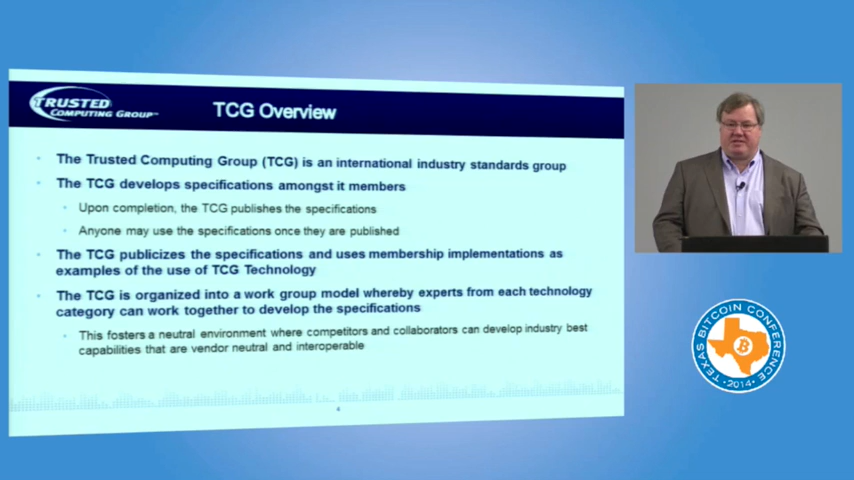 TRUSTED
COMPUTING GROUP™
TCG Overview
The Trusted Computing Group (TCG) is an international industry standards group
The TCG develops specifications amongst it members
Upon completion, the TCG publishes the specifications
Anyone may use the specifications once they are published
The TCG publicizes the specifications and uses membership implementations as
examples of the use of TCG Technology
The TCG is organized into a work group model whereby experts from each technology
category can work together to develop the specifications
This fosters a neutral environment where competitors and collaborators can develop industry best
capabilities that are vendor neutral and interoperable
4
TEXAS BITCOIN CONFERENCE
2014